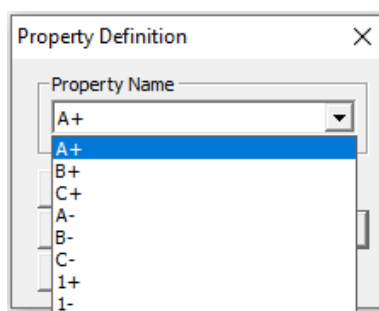 Property Definition
Property Name
A+
A+
B+
C+
A-
B-
C-
1+
1-